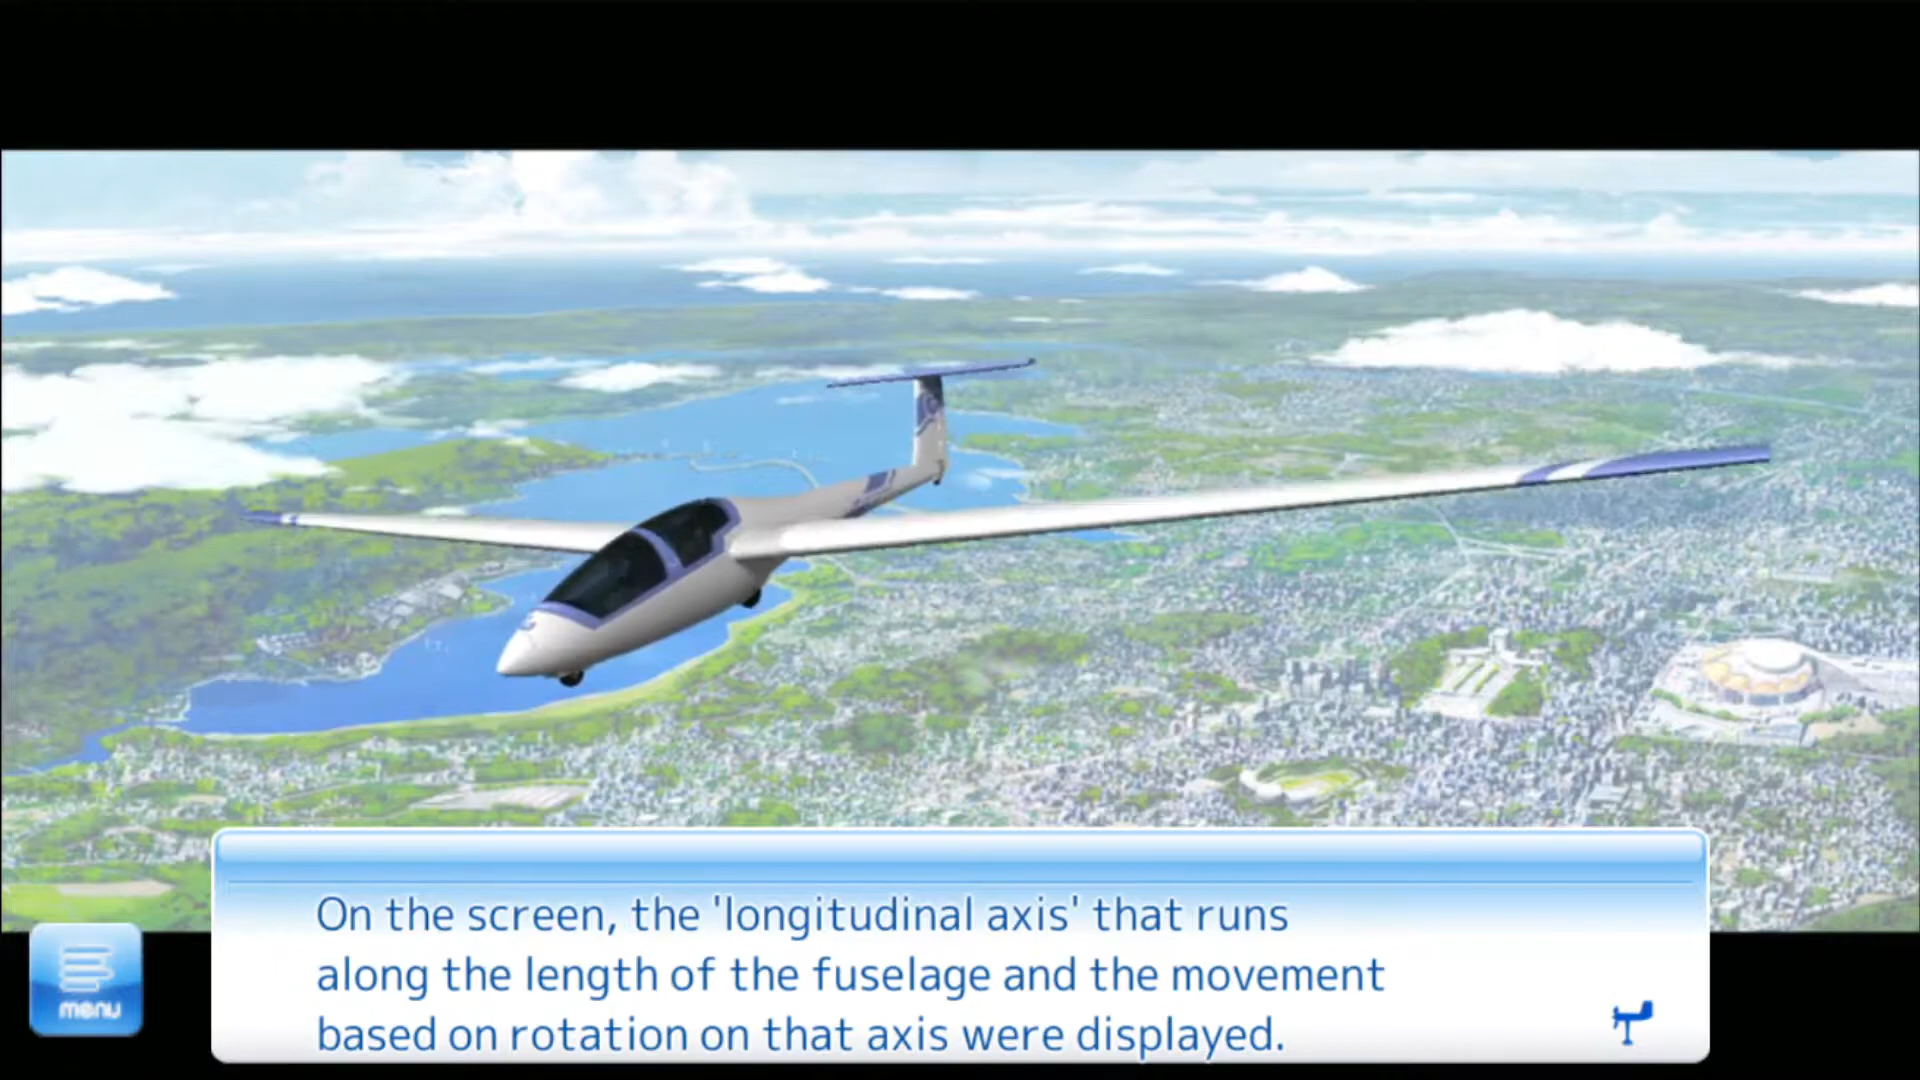 On the screen, the 'longitudinal axis' that runs
along the length of the fuselage and the movement
based on rotation on that axis were displayed.
menu